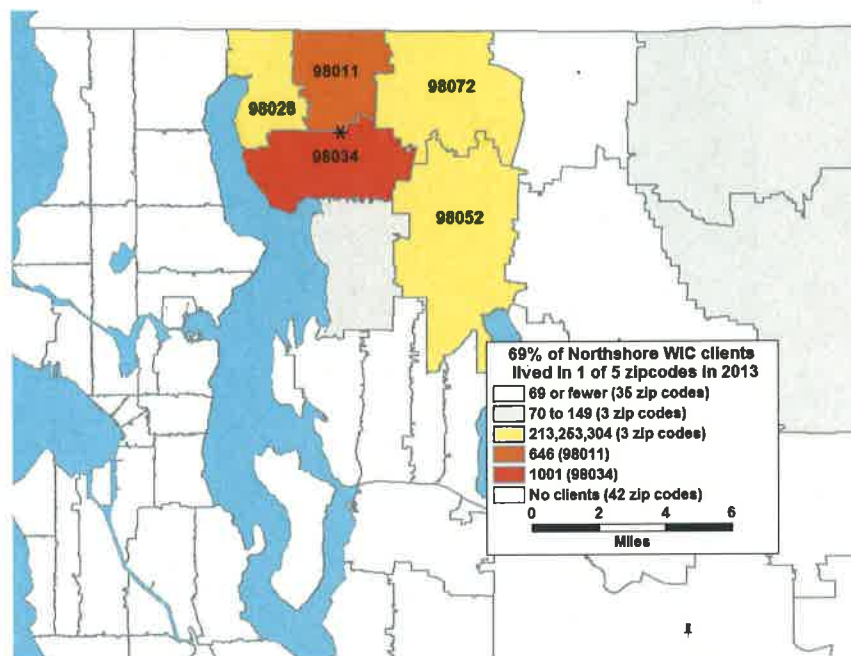 98011
98072
98028
98034
98052
69% of Northshore WIC clients
lived in 1 of 5 zipcodes in 2013
69 or fewer (35 zip codes)
70 to 149 (3 zip codes)
213,253,304 (3 zip codes)
646 (98011)
1001 (98034)
No clients (42 zip codes)
0 2 4 6
Miles